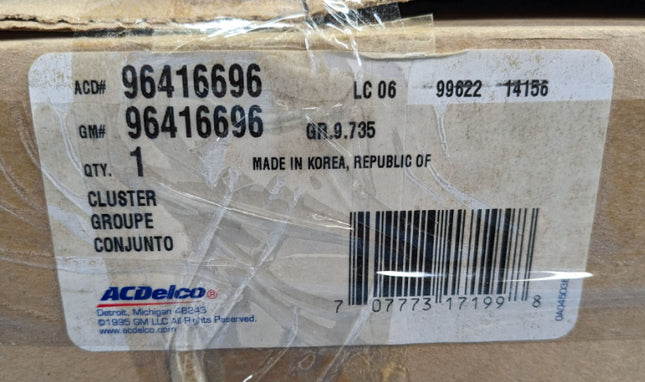 ACD# 96416696 LC 06 99622 14156
GM# 96416696 GR.9.735
QTY. 1 MADE IN KOREA, REPUBLIC OF
CLUSTER
GROUPE
CONJUNTO
ACDelco®
Detroit, Michigan 48243
©1995 GM LLC All Rights Reserved.
www.acdelco.com
7 07773 17199 8